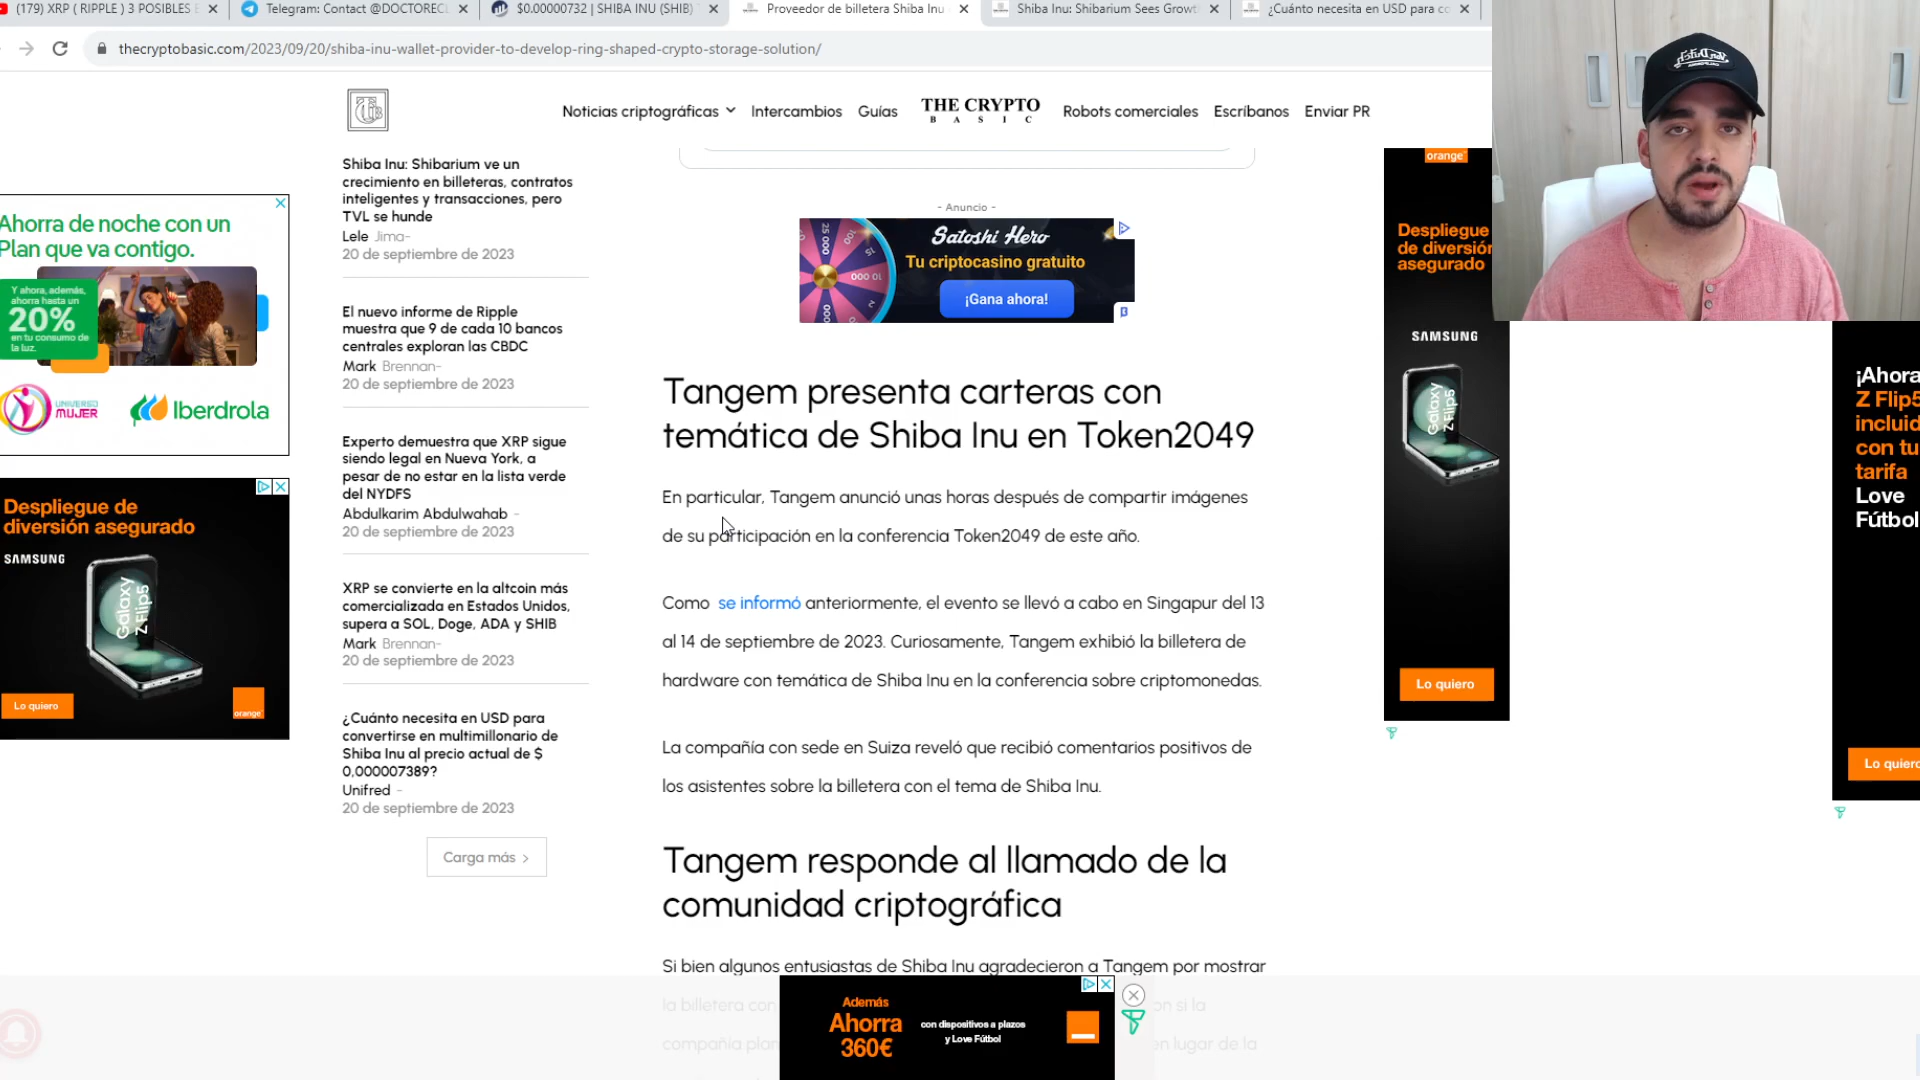 (179) XRP ( RIPPLE ) 3 POSIBLES
Telegram: Contact @DOCTORECL
$0.00000732 | SHIBA INU (SHIB)
Proveedor de billetera Shiba Inu
Shiba Inu: Shibarium Sees Growt
¿Cuánto necesita en USD para co
thecryptobasic.com/2023/09/20/shiba-inu-wallet-provider-to-develop-ring-shaped-crypto-storage-solution/
Noticias criptográficas
Intercambios
Guías
THE CRYPTO
BASIC
Robots comerciales
Escríbanos
Enviar PR
Shiba Inu: Shibarium ve un
crecimiento en billeteras, contratos
inteligentes y transacciones, pero
TVL se hunde
Lele Jima-
20 de septiembre de 2023
El nuevo informe de Ripple
muestra que 9 de cada 10 bancos
centrales exploran las CBDC
Mark Brennan-
20 de septiembre de 2023
Experto demuestra que XRP sigue
siendo legal en Nueva York, a
pesar de no estar en la lista verde
del NYDFS
Abdulkarim Abdulwahab -
20 de septiembre de 2023
XRP se convierte en la altcoin más
comercializada en Estados Unidos,
supera a SOL, Doge, ADA y SHIB
Mark Brennan-
20 de septiembre de 2023
¿Cuánto necesita en USD para
convertirse en multimillonario de
Shiba Inu al precio actual de $
0,000007389?
Unifred -
20 de septiembre de 2023
Carga más
Ahorra de noche con un
Plan que va contigo.
Y ahora, además,
ahorra hasta un
20%
en tu consumo de
la luz.
UNIVERSO
MUJER
Iberdrola
Despliegue de
diversión asegurado
SAMSUNG
Galaxy
Z Flip5
Lo quiero
orange
- Anuncio -
Satoshi Hero
Tu criptocasino gratuito
¡Gana ahora!
Tangem presenta carteras con
temática de Shiba Inu en Token2049
En particular, Tangem anunció unas horas después de compartir imágenes
de su participación en la conferencia Token2049 de este año.
Como se informó anteriormente, el evento se llevó a cabo en Singapur del 13
al 14 de septiembre de 2023. Curiosamente, Tangem exhibió la billetera de
hardware con temática de Shiba Inu en la conferencia sobre criptomonedas.
La compañía con sede en Suiza reveló que recibió comentarios positivos de
los asistentes sobre la billetera con el tema de Shiba Inu.
Tangem responde al llamado de la
comunidad criptográfica
Si bien algunos entusiastas de Shiba Inu agradecieron a Tangem por mostrar
la billetera con
on si la
compañía plan
en lugar de la
Además
Ahorra
360€
con dispositivos a plazos
y Love Fútbol
orange
Despliegue
de diversión
asegurado
SAMSUNG
Galaxy
Z Flip5
Lo quiero
Von Dutch
¡Ahora
Z Flip5
incluid
con tu
tarifa
Love
Fútbol
Lo quiero